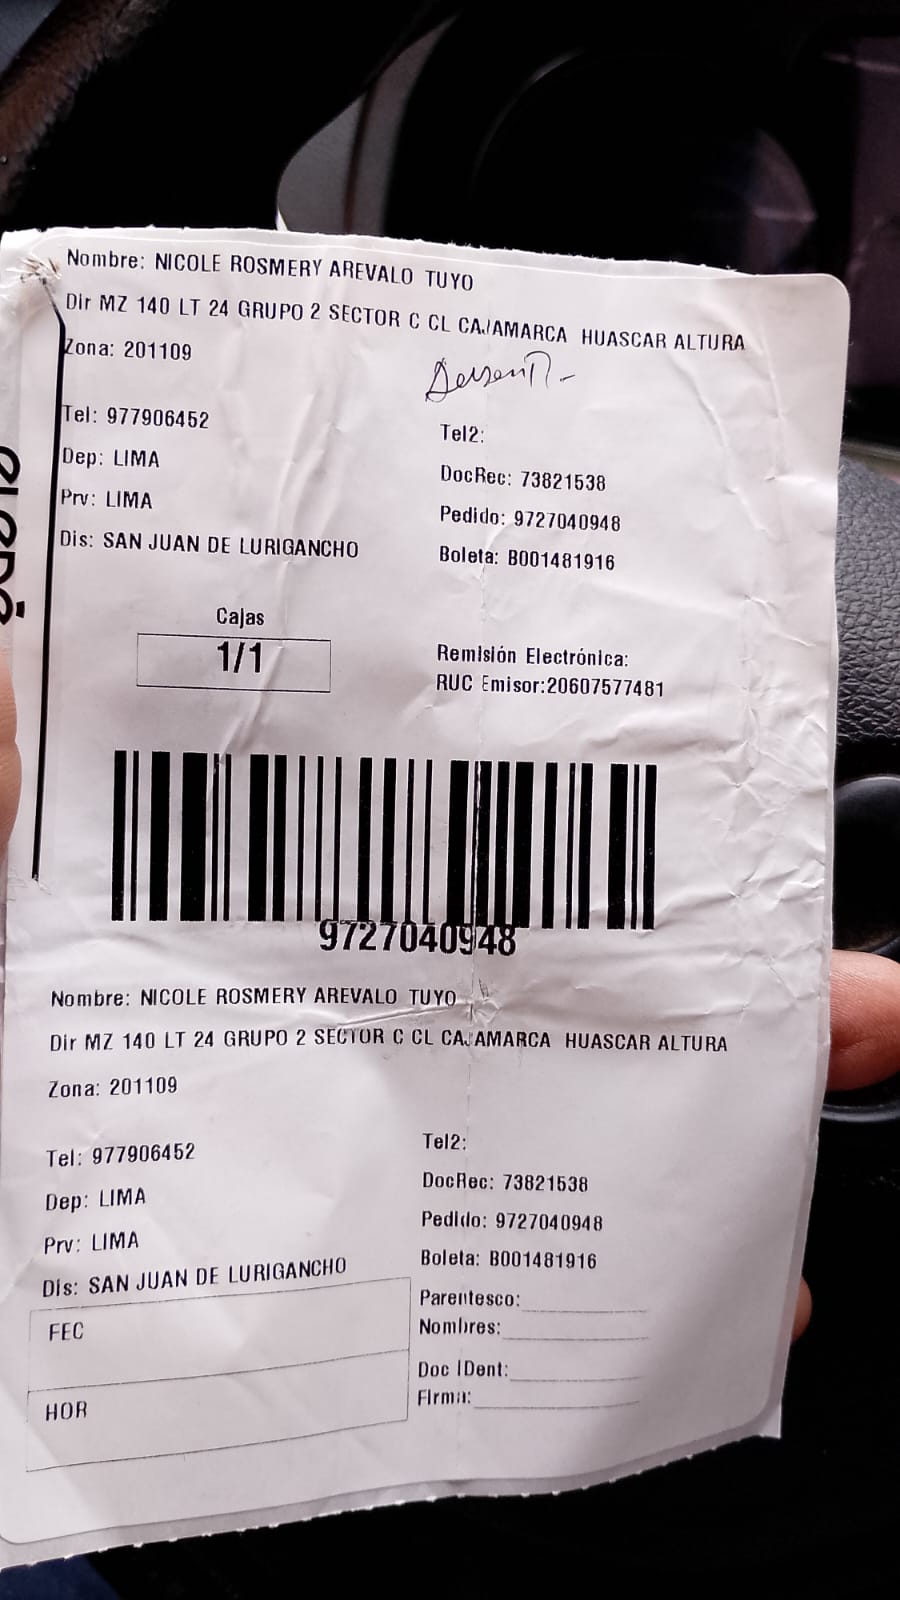 Nombre: NICOLE ROSMERY AREVALO TUYO
Dir MZ 140 LT 24 GRUPO 2 SECTOR C CL CAJAMARCA HUASCAR ALTURA
Zona: 201109
Tel: 977906452
Tel2:
Dep: LIMA
DocRec: 73821538
Prv: LIMA
Pedido: 9727040948
Dis: SAN JUAN DE LURIGANCHO
Boleta: B001481916
Cajas
1/1
Remisión Electrónica:
RUC Emisor:20607577481
9727040948
Nombre: NICOLE ROSMERY AREVALO TUYO
Dir MZ 140 LT 24 GRUPO 2 SECTOR C CL CAJAMARCA HUASCAR ALTURA
Zona: 201109
Tel: 977906452
Tel2:
Dep: LIMA
DocRec: 73821538
Prv: LIMA
Pedido: 9727040948
Dis: SAN JUAN DE LURIGANCHO
Boleta: B001481916
FEC
Parentesco:
Nombres:
HOR
Doc IDent:
Firma: